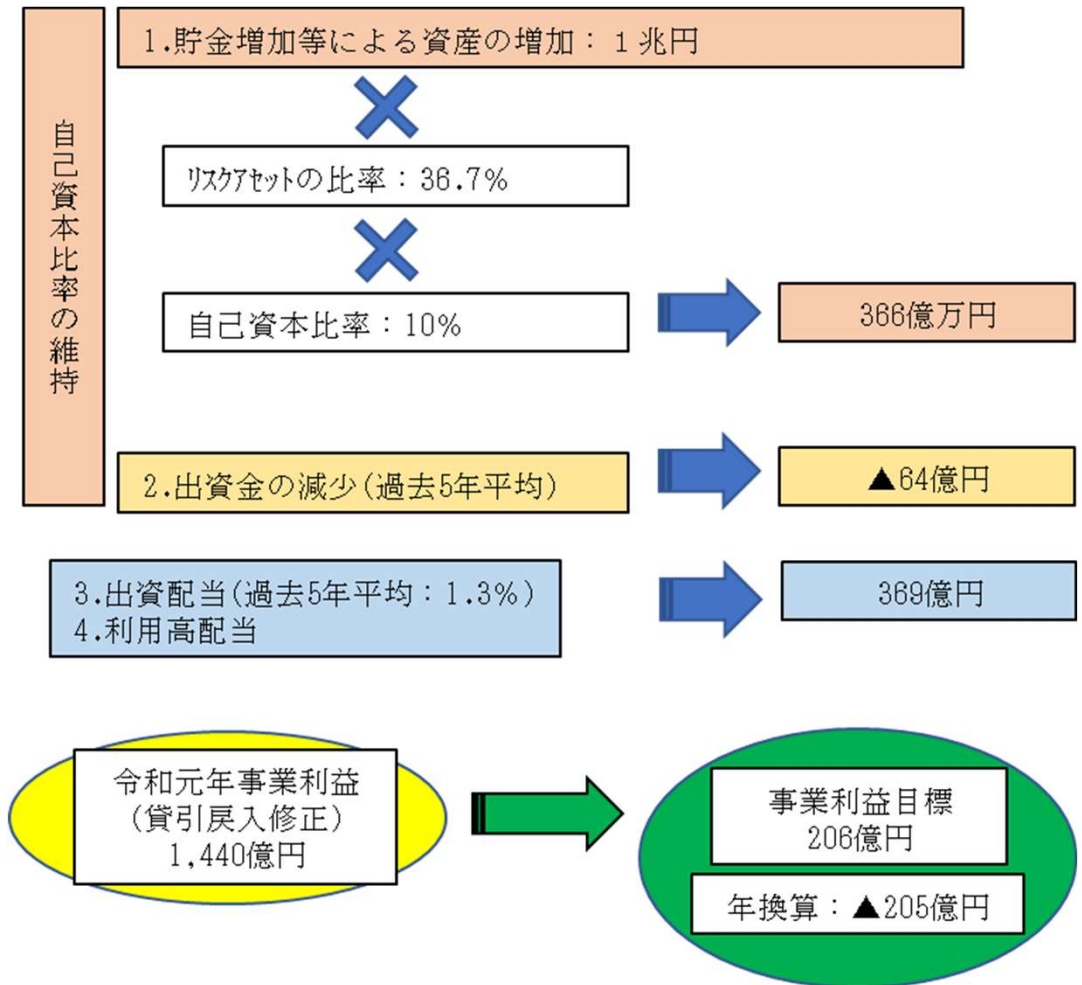 自己資本比率の維持
1.貯金増加等による資産の増加：１兆円
ﾘｽｸｱｾｯﾄの比率：36.7%
自己資本比率：10%
366億万円
2.出資金の減少(過去5年平均)
▲64億円
3.出資配当(過去5年平均：1.3%)
4.利用高配当
369億円
令和元年事業利益
(貸引戻入修正)
1,440億円
事業利益目標
206億円
年換算：▲205億円